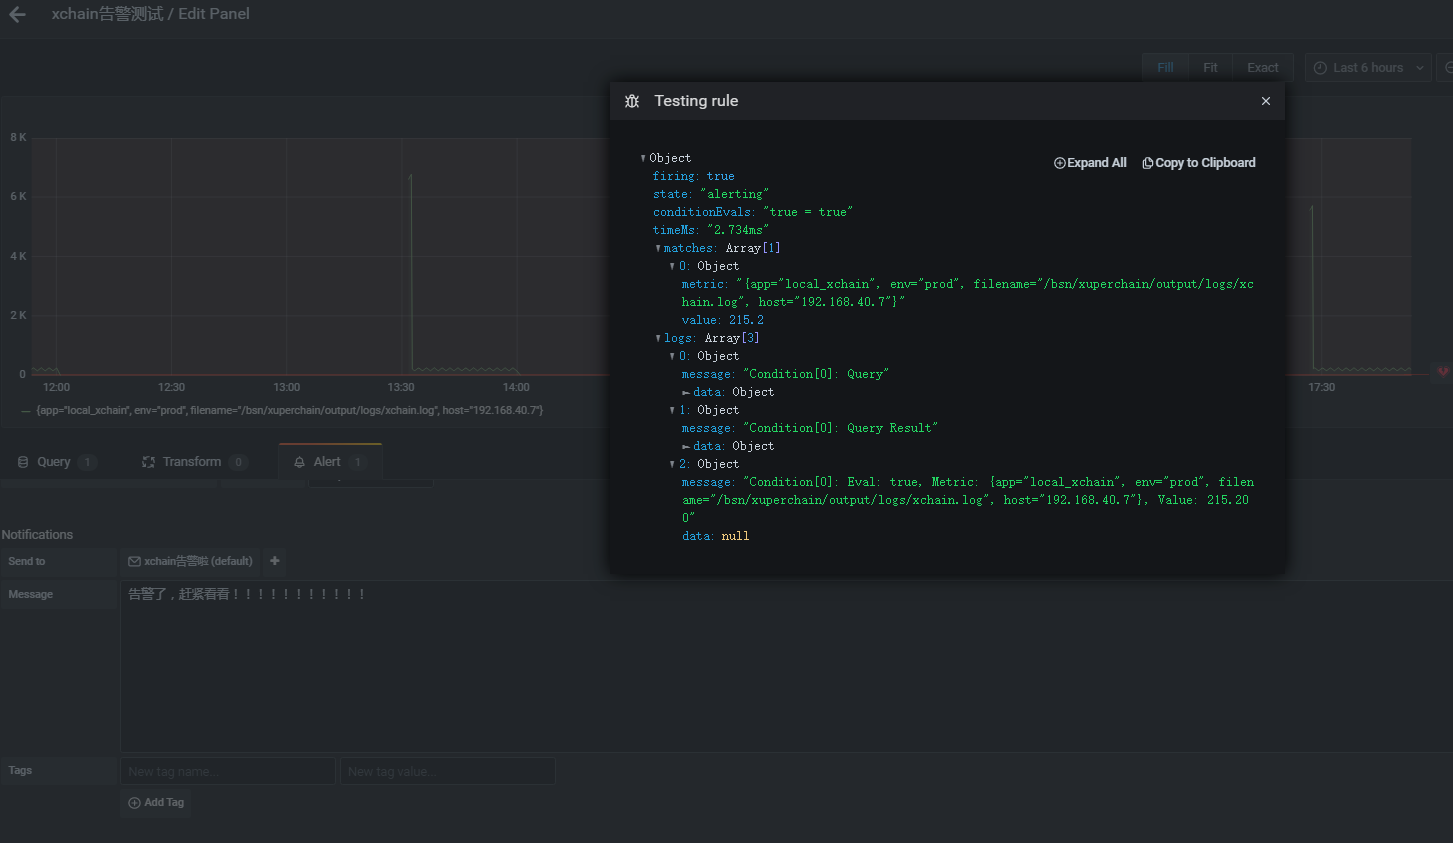 xchain告警测试 / Edit Panel
Fill Fit Exact Last 6 hours
Testing rule
Expand All Copy to Clipboard
Object
firing: true
state: "alerting"
conditionEvals: "true = true"
timeMs: "2.734ms"
matches: Array[1]
0: Object
metric: "{app="local_xchain", env="prod", filename="/bsn/xuperchain/output/logs/xc
hain.log", host="192.168.40.7"}"
value: 215.2
logs: Array[3]
0: Object
message: "Condition[0]: Query"
data: Object
1: Object
message: "Condition[0]: Query Result"
data: Object
2: Object
message: "Condition[0]: Eval: true, Metric: {app="local_xchain", env="prod", filen
ame="/bsn/xuperchain/output/logs/xchain.log", host="192.168.40.7"}, Value: 215.20
0"
data: null
8 K
6 K
4 K
2 K
0
12:00 12:30 13:00 13:30 14:00 17:30
{app="local_xchain", env="prod", filename="/bsn/xuperchain/output/logs/xchain.log", host="192.168.40.7"}
Query 1 Transform 0 Alert 1
Notifications
Send to xchain告警啦 (default)
Message 告警了，赶紧看看！！！！！！！！！！！
Tags New tag name... New tag value...
Add Tag